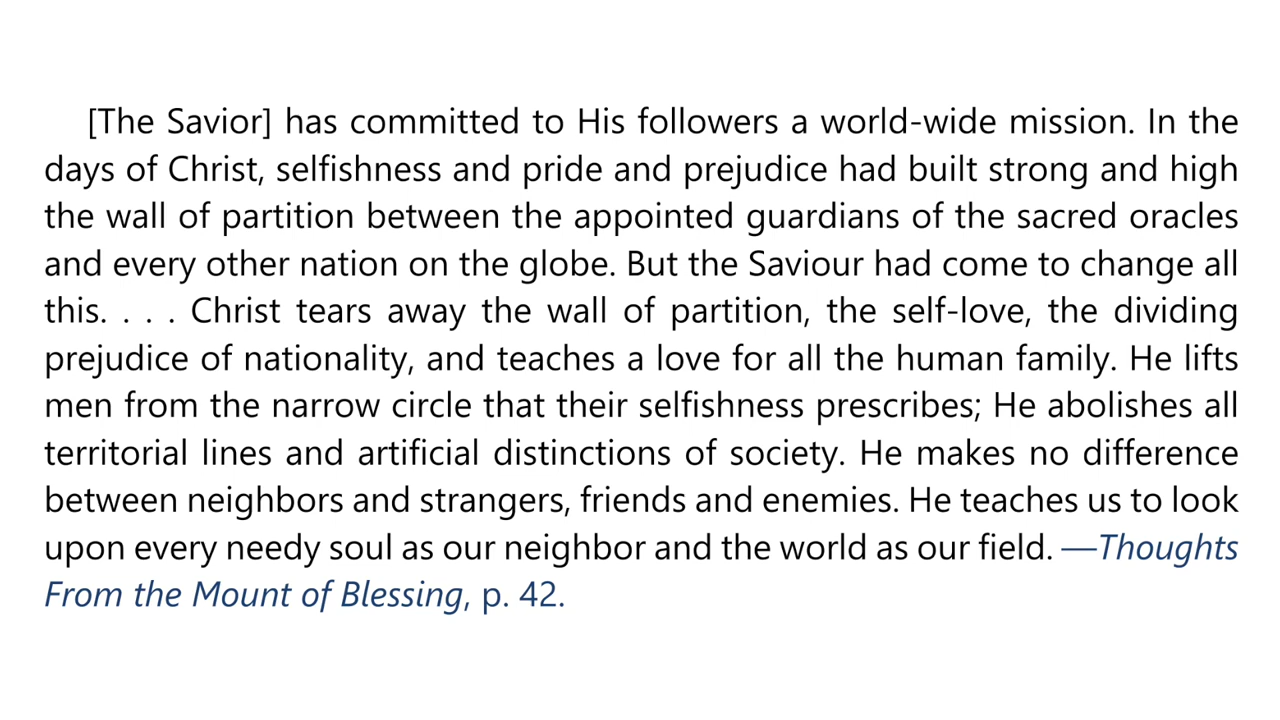 [The Savior] has committed to His followers a world-wide mission. In the
days of Christ, selfishness and pride and prejudice had built strong and high
the wall of partition between the appointed guardians of the sacred oracles
and every other nation on the globe. But the Saviour had come to change all
this. . . . Christ tears away the wall of partition, the self-love, the dividing
prejudice of nationality, and teaches a love for all the human family. He lifts
men from the narrow circle that their selfishness prescribes; He abolishes all
territorial lines and artificial distinctions of society. He makes no difference
between neighbors and strangers, friends and enemies. He teaches us to look
upon every needy soul as our neighbor and the world as our field. —Thoughts
From the Mount of Blessing, p. 42.